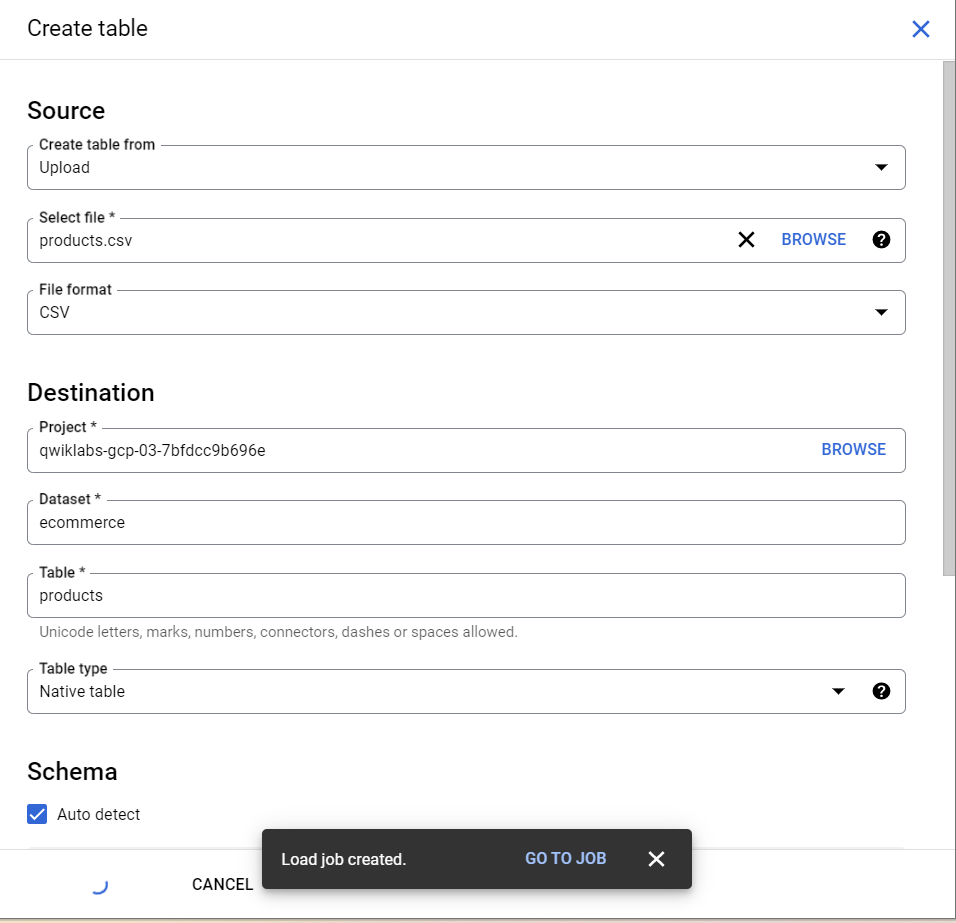 Create table
Source
Create table from
Upload
Select file *
products.csv BROWSE
File format
CSV
Destination
Project *
qwiklabs-gcp-03-7bfdcc9b696e BROWSE
Dataset *
ecommerce
Table *
products
Unicode letters, marks, numbers, connectors, dashes or spaces allowed.
Table type
Native table
Schema
Auto detect
Load job created. GO TO JOB
CANCEL